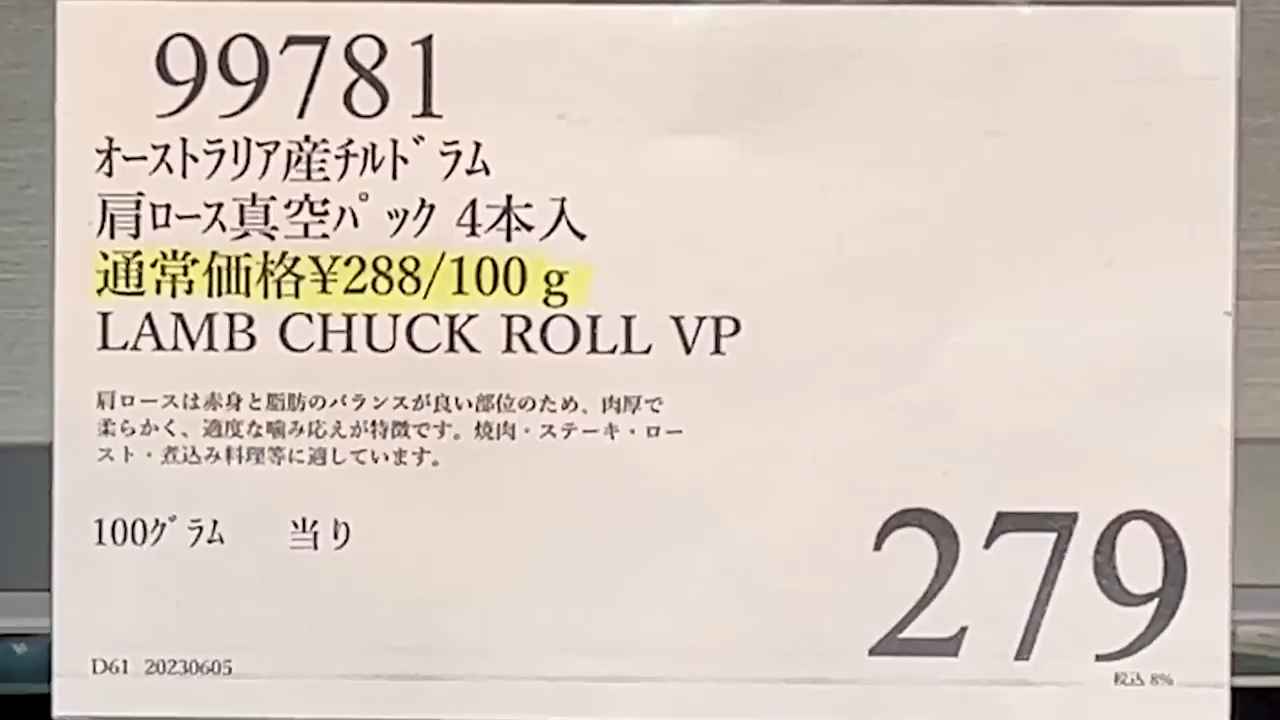 99781
ｵｰｽﾄﾗﾘｱ産ﾁﾙﾄﾞﾗﾑ
肩ﾛｰｽ真空ﾊﾟｯｸ 4本入
通常価格¥288/100ｇ
LAMB CHUCK ROLL VP
肩ロースは赤身と脂肪のバランスが良い部位のため、肉厚で
柔らかく、適度な噛み応えが特徴です。焼肉・ステーキ・ロー
スト・煮込み料理等に適しています。
100ｸﾞﾗﾑ 当り
279
税込 8%
D61 20230605